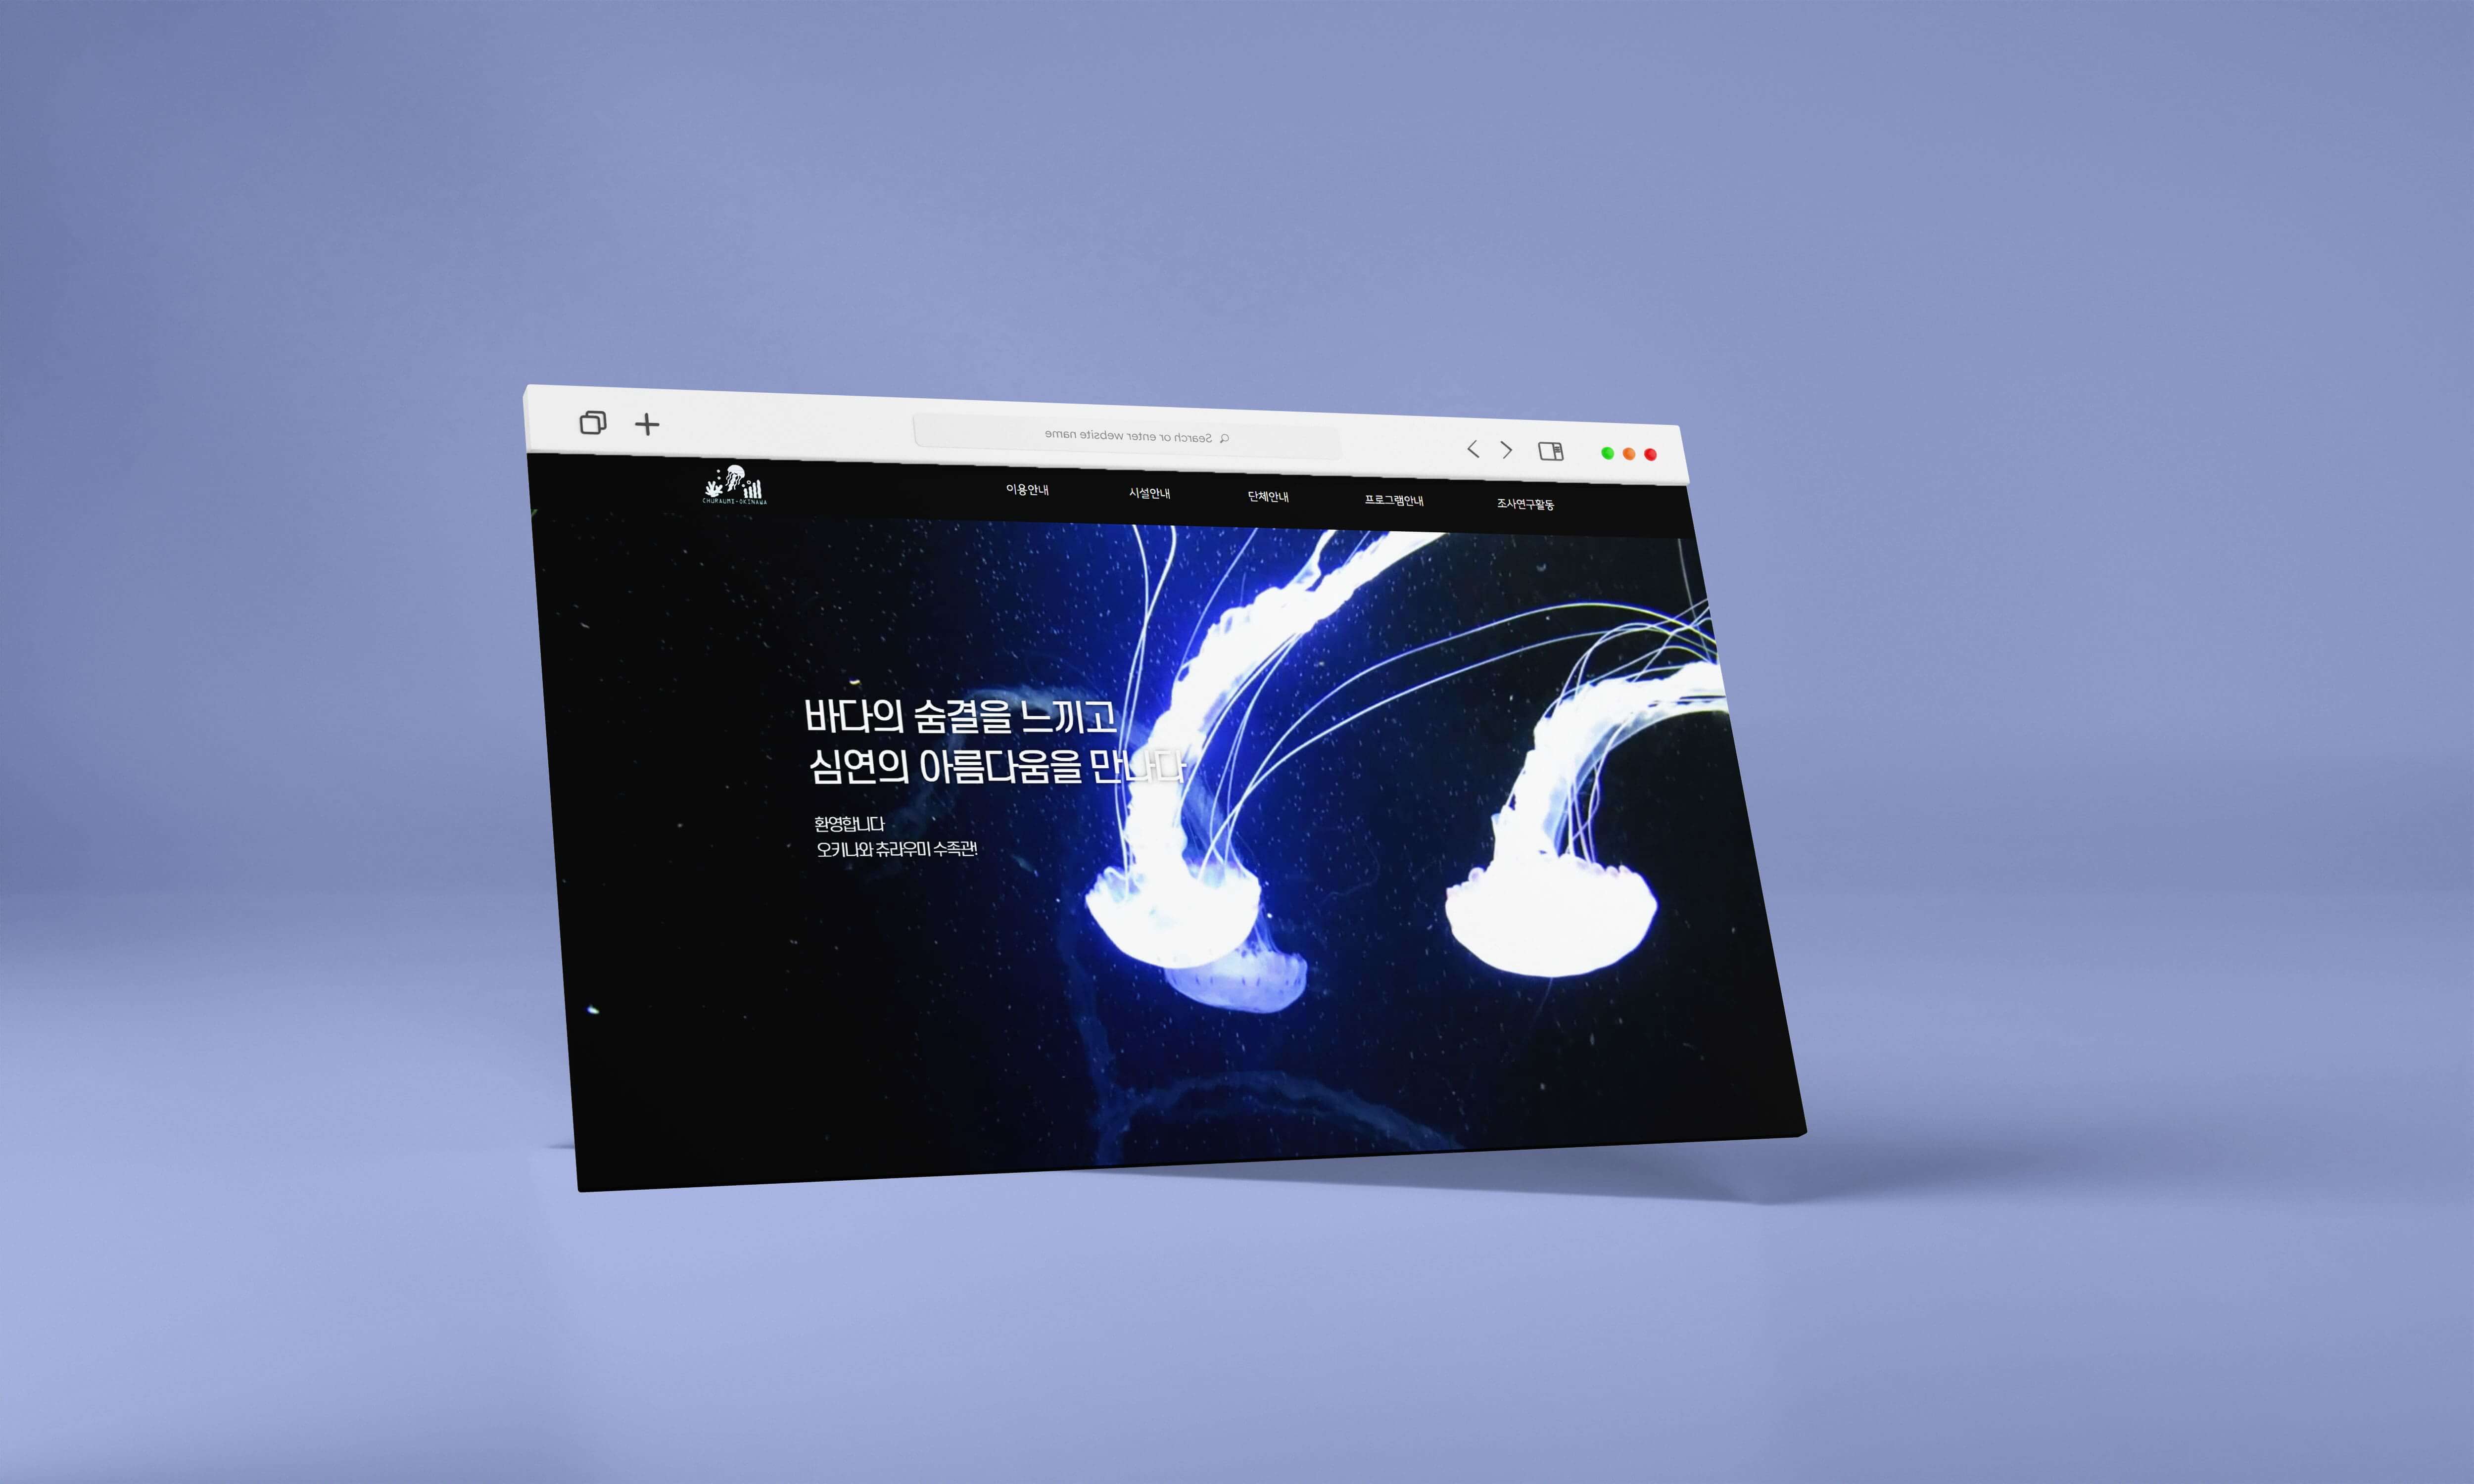 Search or enter website name
CHURAUMI-OKINAWA
이용안내 시설안내 단체안내 프로그램안내 조사연구활동
바다의 숨결을 느끼고
심연의 아름다움을 만나다
환영합니다
오키나와 츄라우미 수족관!